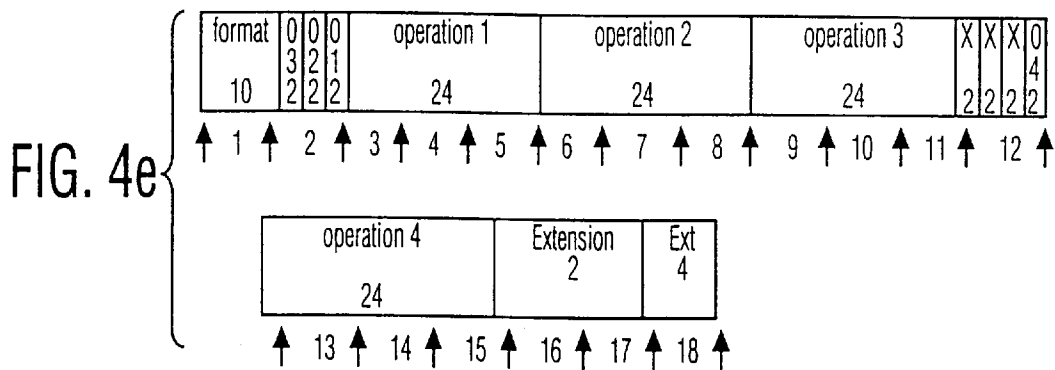 format 0 3 2 0 2 2 0 1 2 operation 1 operation 2 operation 3 X 2 X 2 X 2 0 4 2
10 24 24 24
1 2 3 4 5 6 7 8 9 10 11 12
FIG. 4e
operation 4 Extension Ext
2 4
24
13 14 15 16 17 18